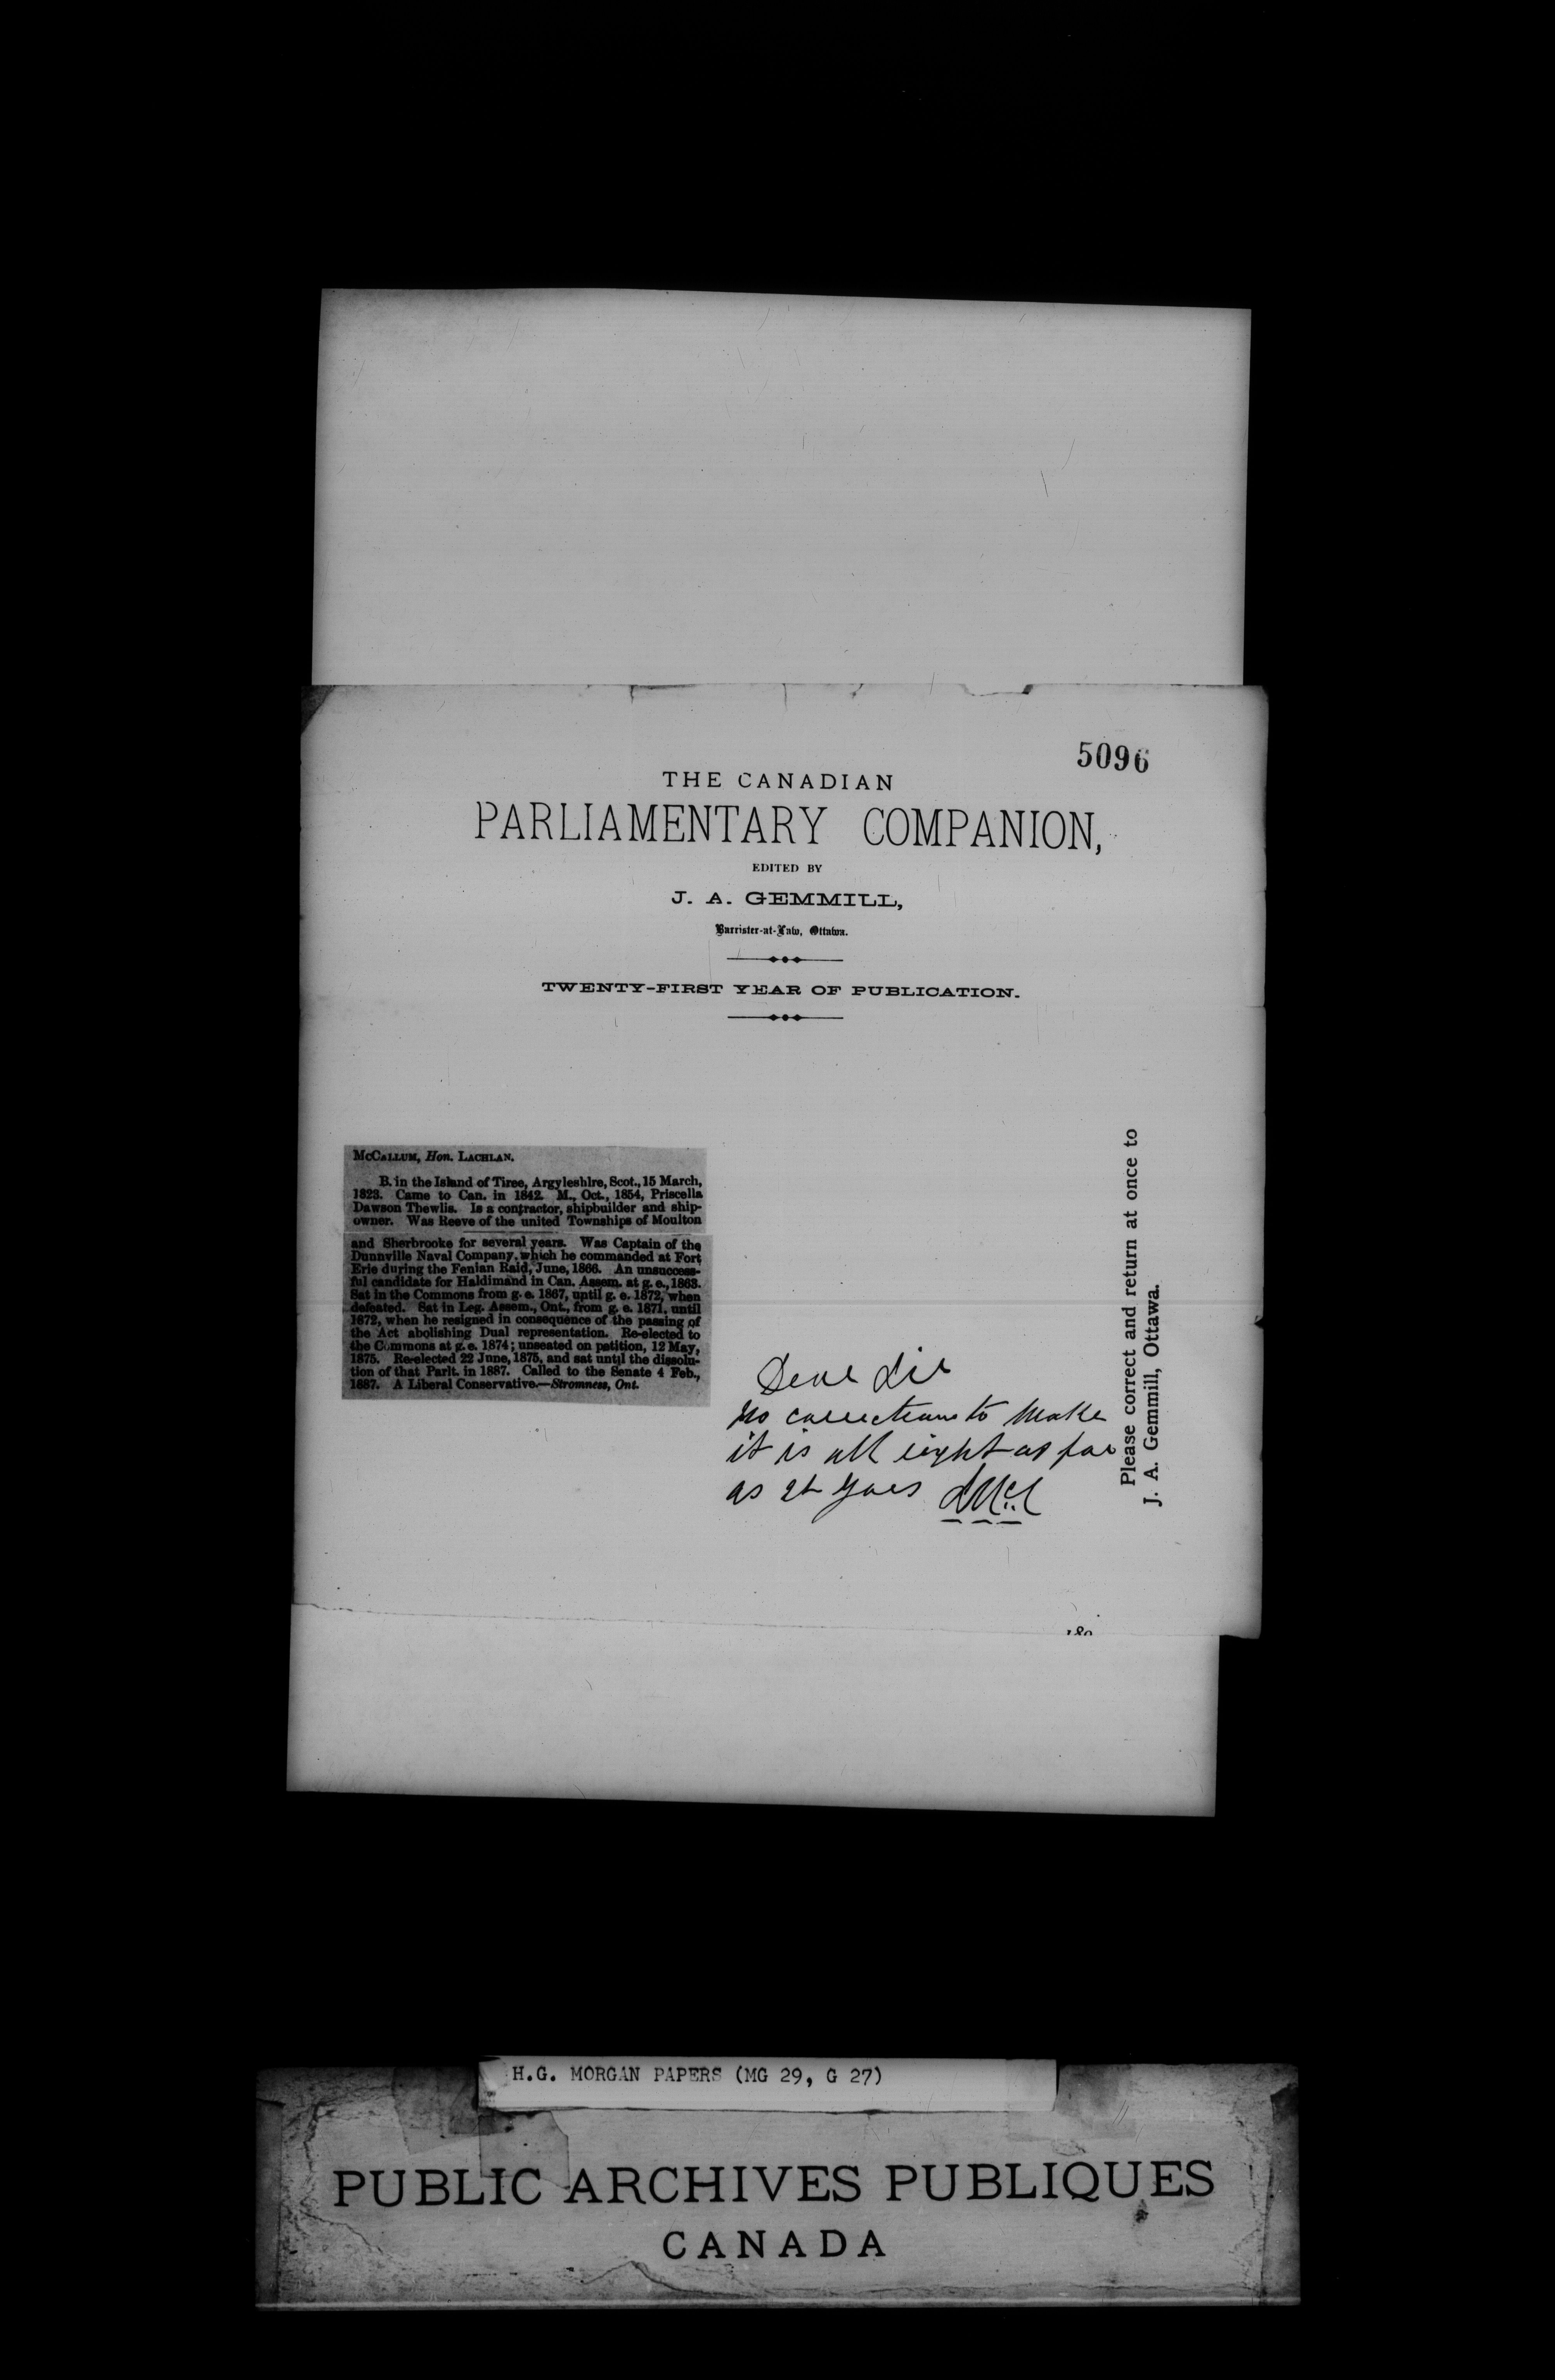 5096
THE CANADIAN
PARLIAMENTARY COMPANION,
EDITED BY
J. A. GEMMILL,
Barrister-at-Law, Ottawa.
TWENTY-FIRST YEAR OF PUBLICATION.
MCCALLUM, Hon. LACHLAN.
B. in the Island of Tiree, Argyleshire, Scot., 15 March,
1823. Came to Can. in 1842. M., Oct., 1854, Priscella
Dawson Thewlis. Is a contractor, shipbuilder and ship-
owner. Was Reeve of the united Townships of Moulton
and Sherbrooke for several years. Was Captain of the
Dunnville Naval Company, which he commanded at Fort
Erie during the Fenian Raid, June, 1866. An unsuccess-
ful candidate for Haldimand in Can. Assem. at g. e., 1863.
Sat in the Commons from g. e. 1867, until g. e. 1872, when
defeated. Sat in Leg. Assem., Ont., from g. e. 1871, until
1872, when he resigned in consequence of the passing of
the Act abolishing Dual representation. Re-elected to
the Commons at g. e. 1874; unseated on petition, 12 May,
1875. Re-elected 22 June, 1875, and sat until the dissolu-
tion of that Parlt. in 1887. Called to the Senate 4 Feb.,
1887. A Liberal Conservative.—Stromness, Ont.
Dear Sir
No corrections to make
it is all right as far
as it goes LMcC
Please correct and return at once to
J. A. Gemmill, Ottawa.
189
H.G. MORGAN PAPERS (MG 29, G 27)
PUBLIC ARCHIVES PUBLIQUES
CANADA